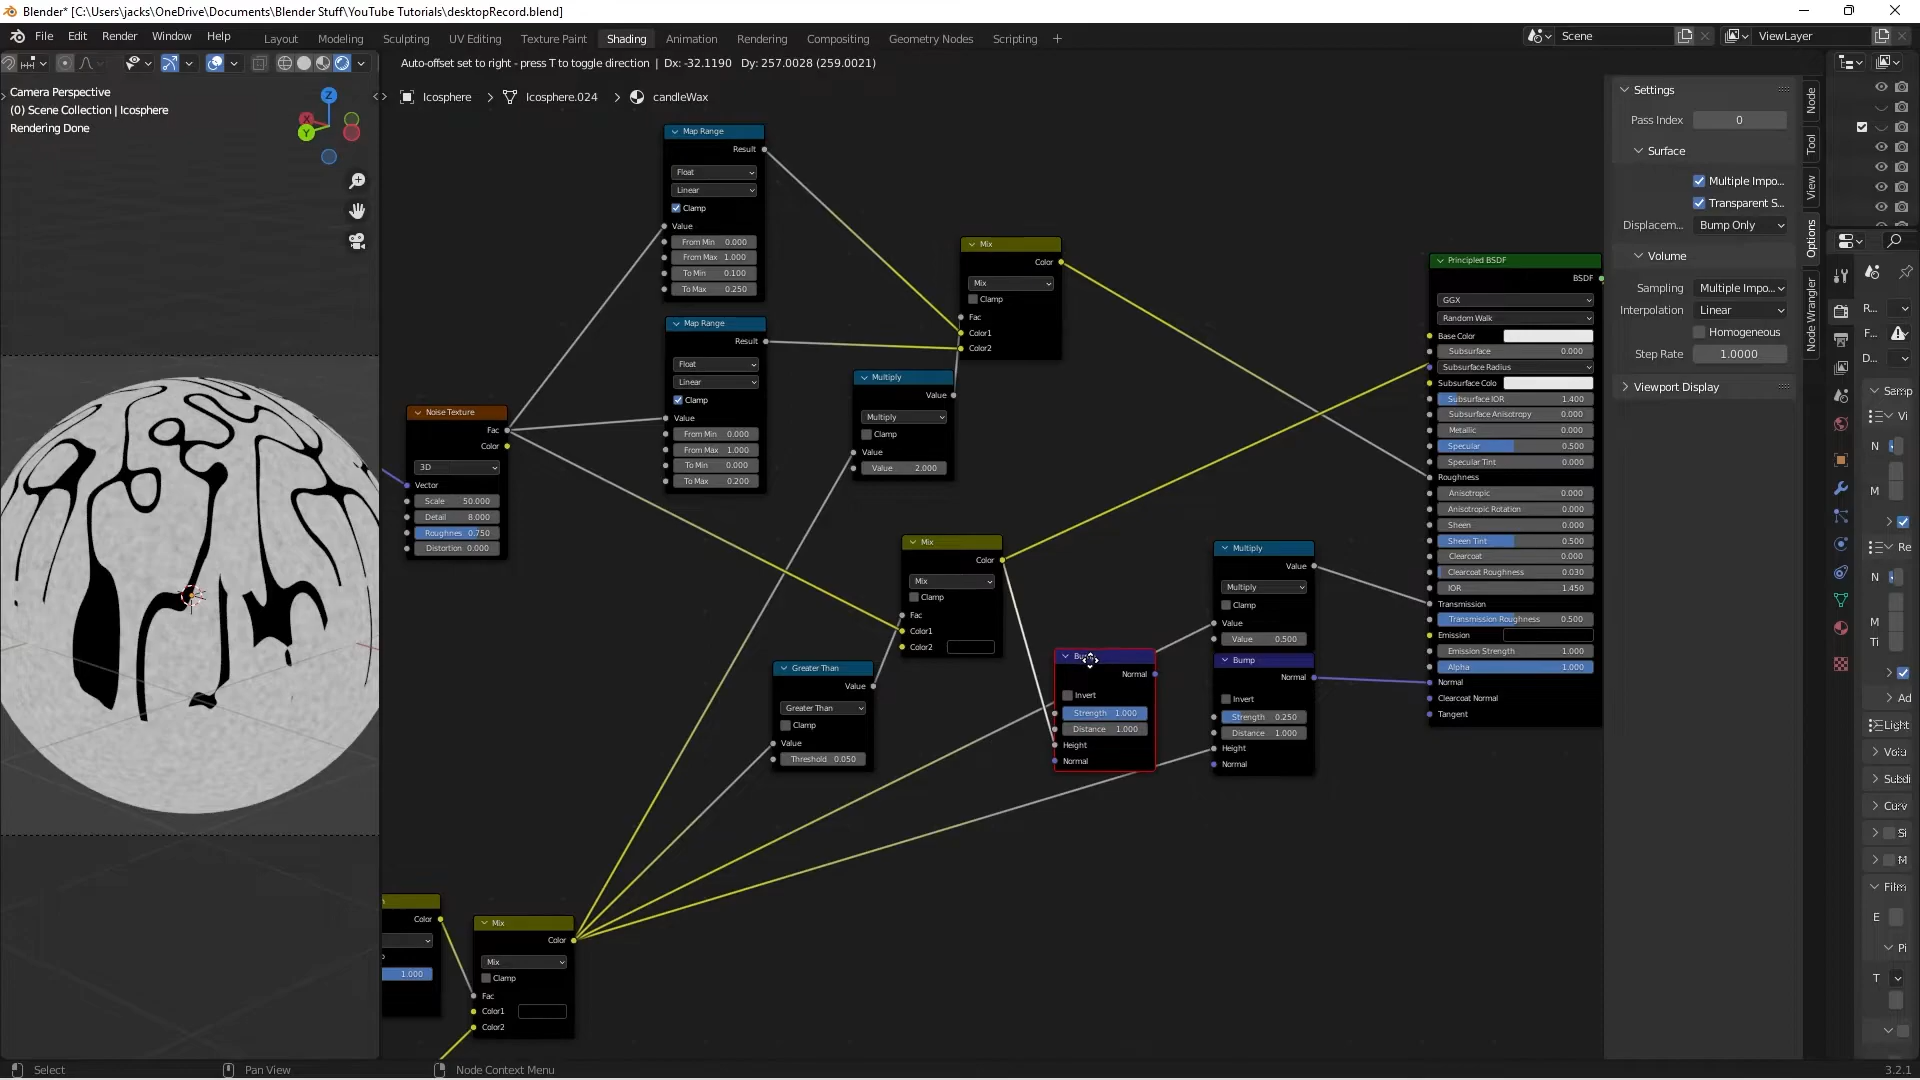 Blender* [C:\Users\jacks\OneDrive\Documents\Blender Stuff\YouTube Tutorials\desktopRecord.blend]
File Edit Render Window Help Layout Modeling Sculpting UV Editing Texture Paint Shading Animation Rendering Compositing Geometry Nodes Scripting + Scene ViewLayer
Auto-offset set to right - press T to toggle direction | Dx: -32.1190 Dy: 257.0028 (259.0021)
Camera Perspective
(0) Scene Collection | Icosphere
Rendering Done
Z
Y
Icosphere > Icosphere.024 > candleWax
Map Range
Result
Float
Linear
Clamp
Value
From Min 0.000
From Max 1.000
To Min 0.100
To Max 0.250
Map Range
Result
Float
Linear
Clamp
Value
From Min 0.000
From Max 1.000
To Min 0.000
To Max 0.200
Noise Texture
Fac
Color
3D
Vector
Scale 50.000
Detail 8.000
Roughnes 0.750
Distortion 0.000
Mix
Color
Mix
Clamp
Fac
Color1
Color2
Multiply
Value
Multiply
Clamp
Value
Value 2.000
Mix
Color
Mix
Clamp
Fac
Color1
Color2
Greater Than
Value
Greater Than
Clamp
Value
Threshold 0.050
Normal
Invert
Strength 1.000
Distance 1.000
Height
Normal
Multiply
Value
Multiply
Clamp
Value
Value 0.500
Bump
Normal
Invert
Strength 0.250
Distance 1.000
Height
Normal
Principled BSDF
BSDF
GGX
Random Walk
Base Color
Subsurface 0.000
Subsurface Radius
Subsurface Colo
Subsurface IOR 1.400
Subsurface Anisotropy 0.000
Metallic 0.000
Specular 0.500
Specular Tint 0.000
Roughness
Anisotropic 0.000
Anisotropic Rotation 0.000
Sheen 0.000
Sheen Tint 0.500
Clearcoat 0.000
Clearcoat Roughness 0.030
IOR 1.450
Transmission
Transmission Roughness 0.500
Emission
Emission Strength 1.000
Alpha 1.000
Normal
Clearcoat Normal
Tangent
Color
1.000
Mix
Color
Mix
Clamp
Fac
Color1
Color2
Settings
Pass Index 0
Surface
Multiple Impo...
Transparent S...
Displacem... Bump Only
Volume
Sampling Multiple Impo...
Interpolation Linear
Homogeneous
Step Rate 1.0000
Viewport Display
Node
Tool
View
Options
Node Wrangler
R...
F...
D...
Samp
Vi
N
M
Re
N
M
Ti
Ad
Light
Volu
Subdi
Curv
Si
M
Film
E
Pi
T
Select Pan View Node Context Menu 3.2.1